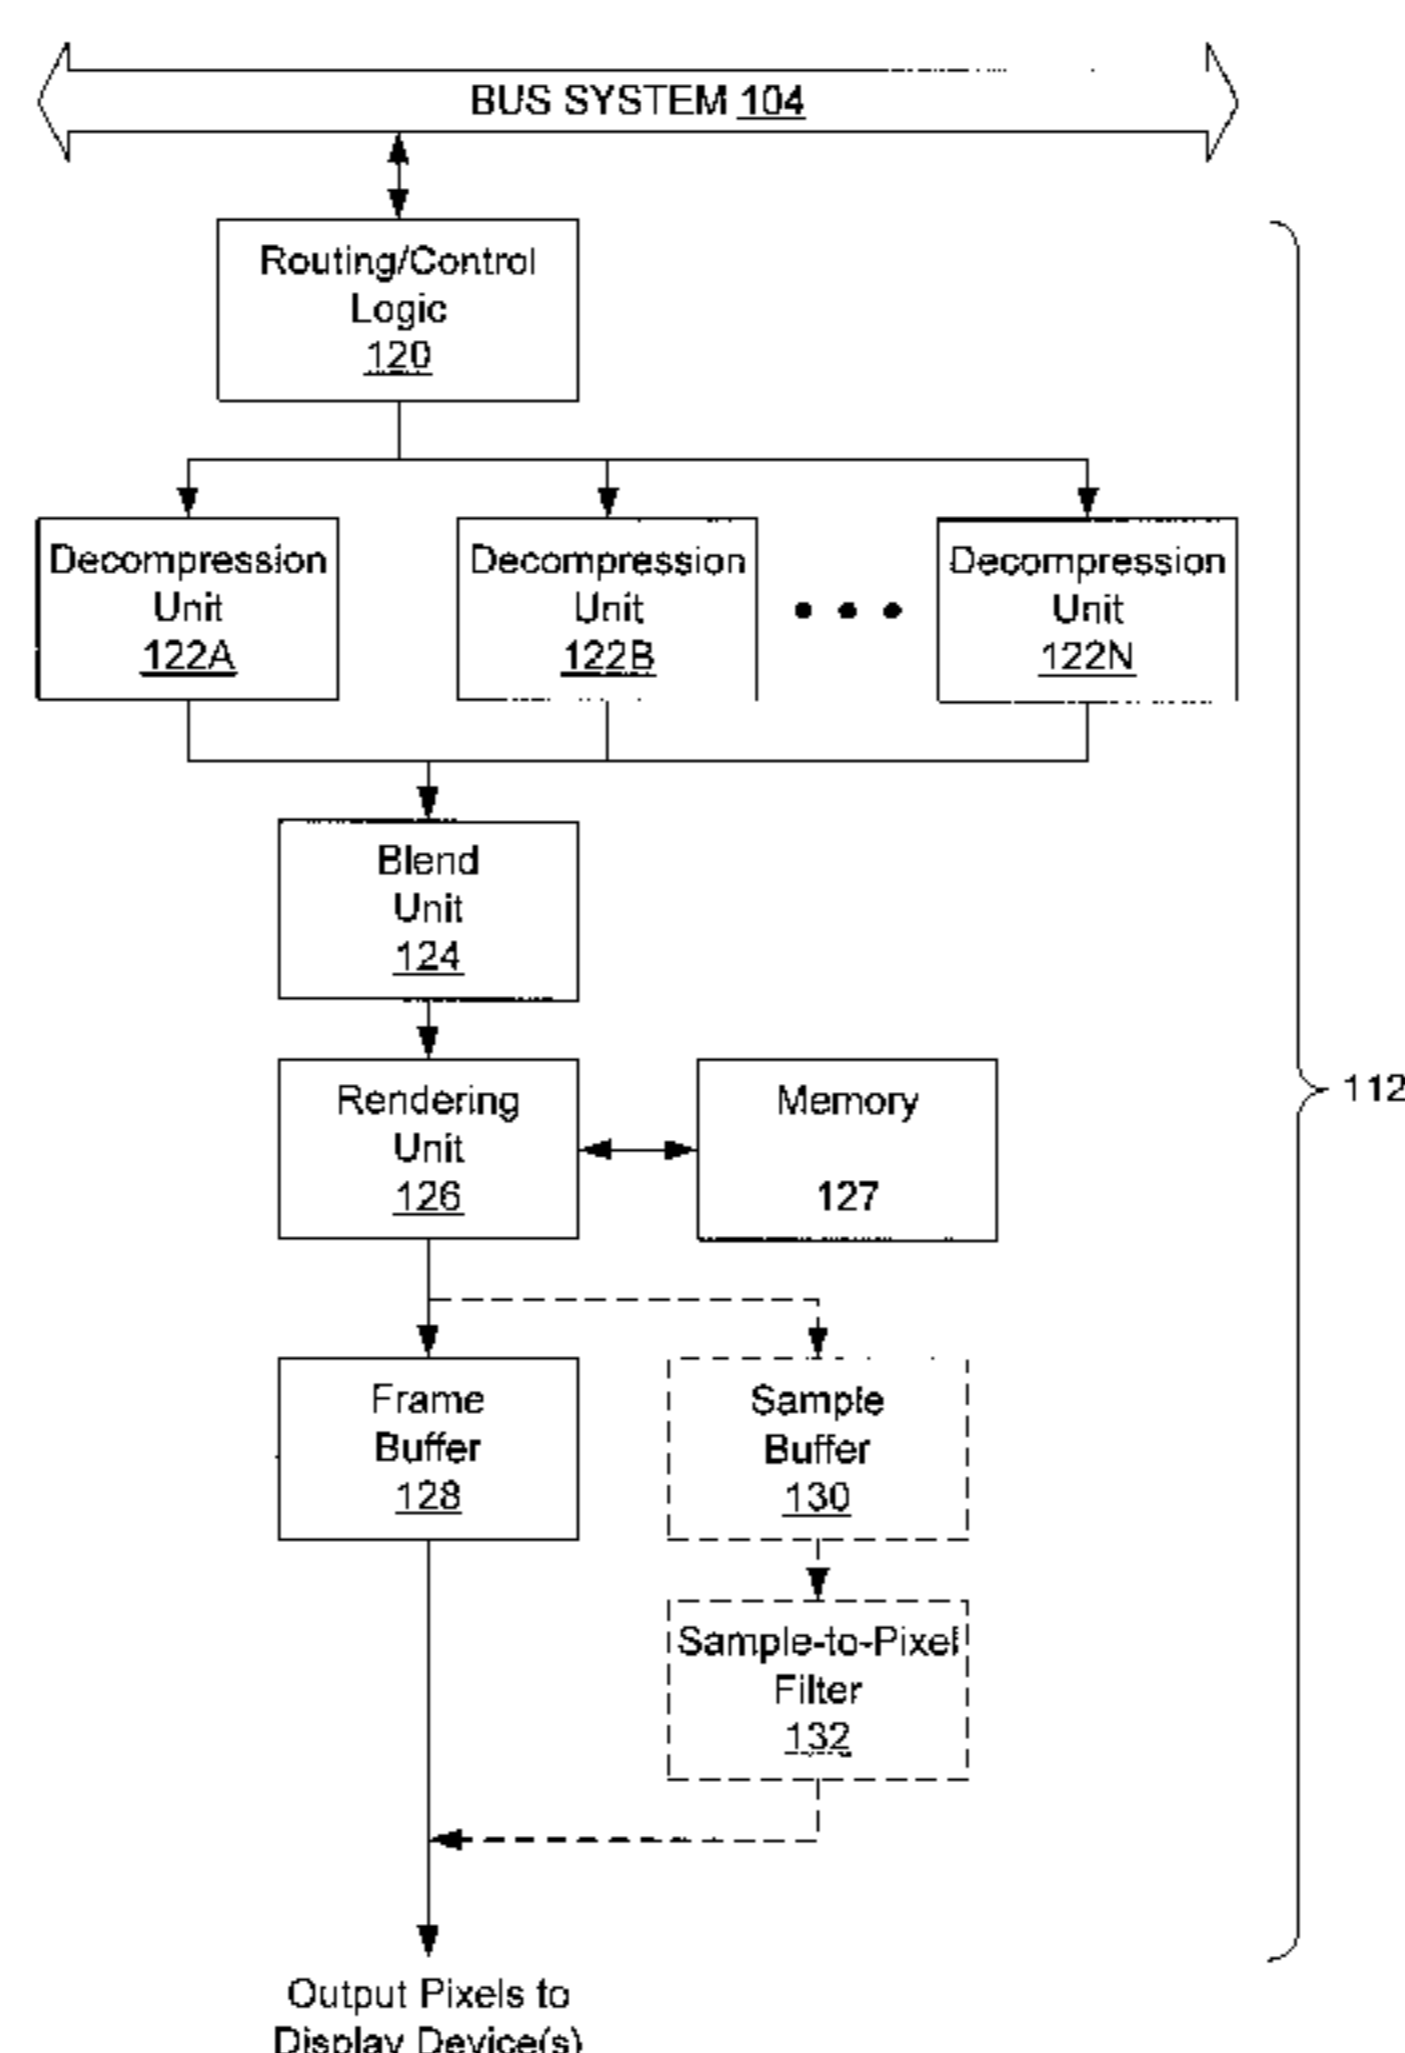 BUS SYSTEM 104
Routing/Control
Logic
120
Decompression
Unit
122A
Decompression
Unit
122B
Decompression
Unit
122N
Blend
Unit
124
Rendering
Unit
126
Memory
127
112
Frame
Buffer
128
Sample
Buffer
130
Sample-to-Pixel
Filter
132
Output Pixels to
Display Device(s)